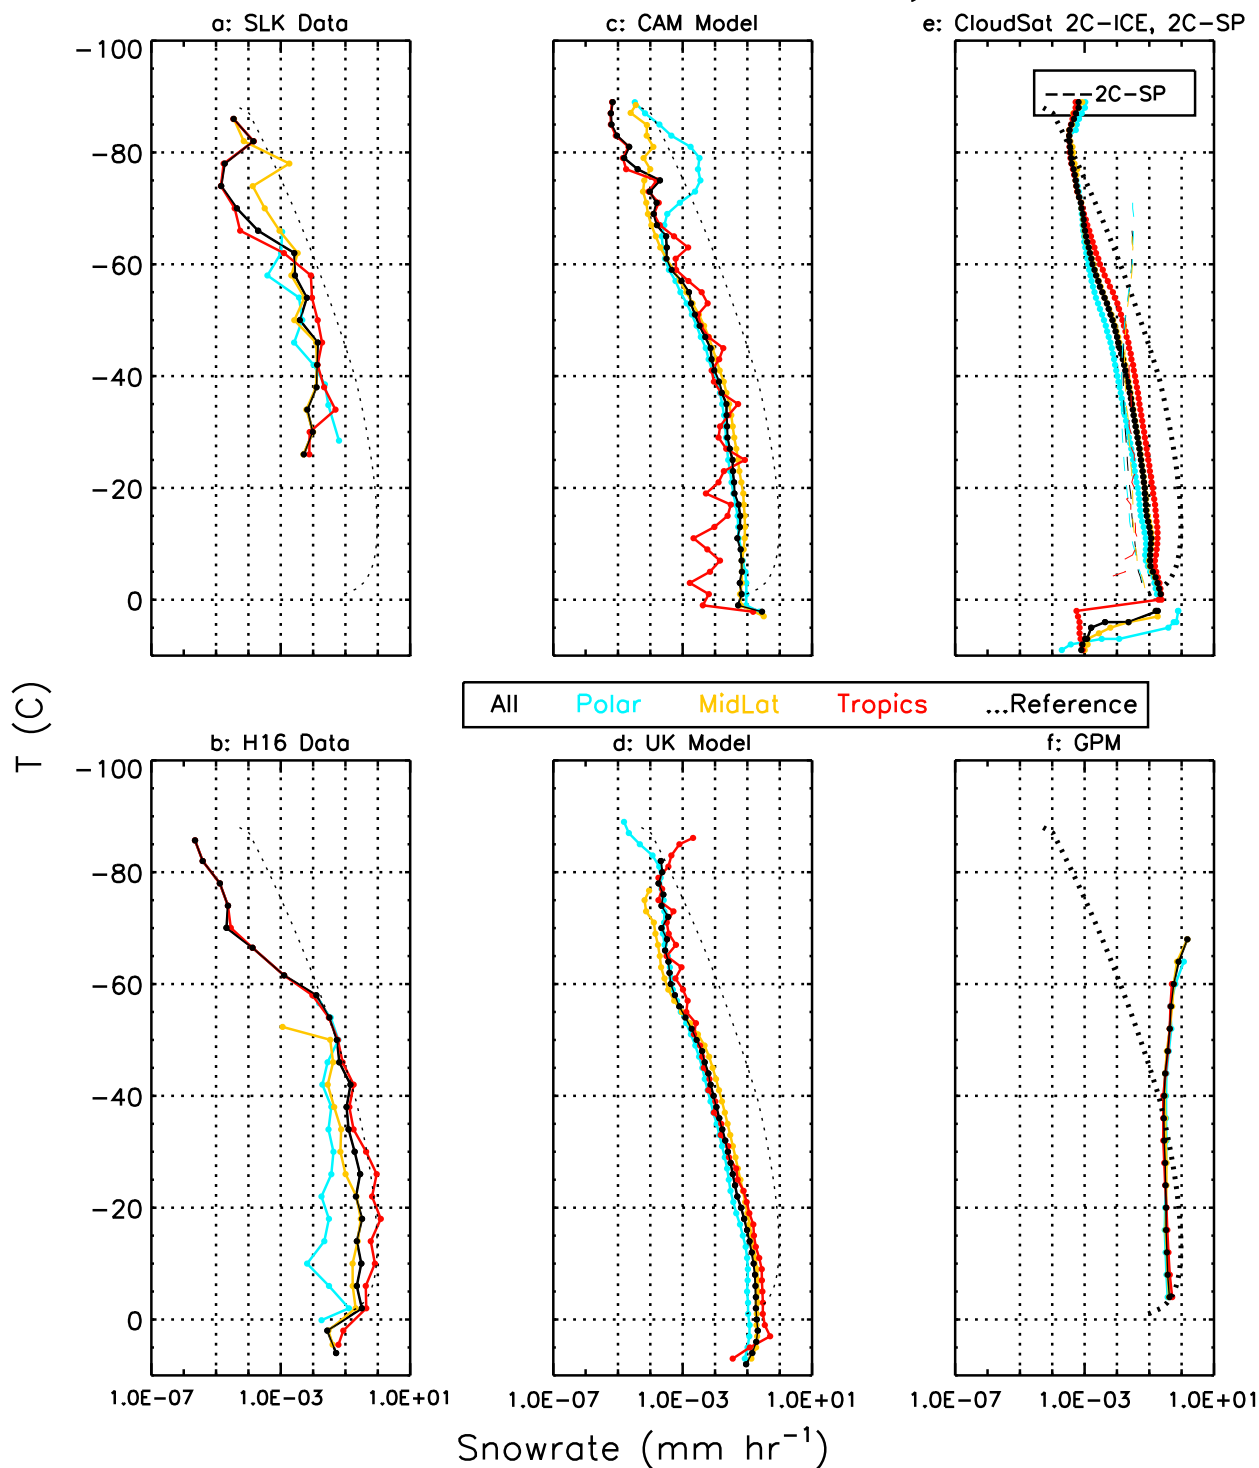 a: SLK Data
c: CAM Model
e: CloudSat 2C-ICE, 2C-SP
-100
-80
-60
-40
-20
0
2C-SP
T (C)
All Polar MidLat Tropics ...Reference
b: H16 Data
d: UK Model
f: GPM
-100
-80
-60
-40
-20
0
1.0E-07 1.0E-03 1.0E+01
1.0E-07 1.0E-03 1.0E+01
1.0E-07 1.0E-03 1.0E+01
Snowrate (mm hr⁻¹)